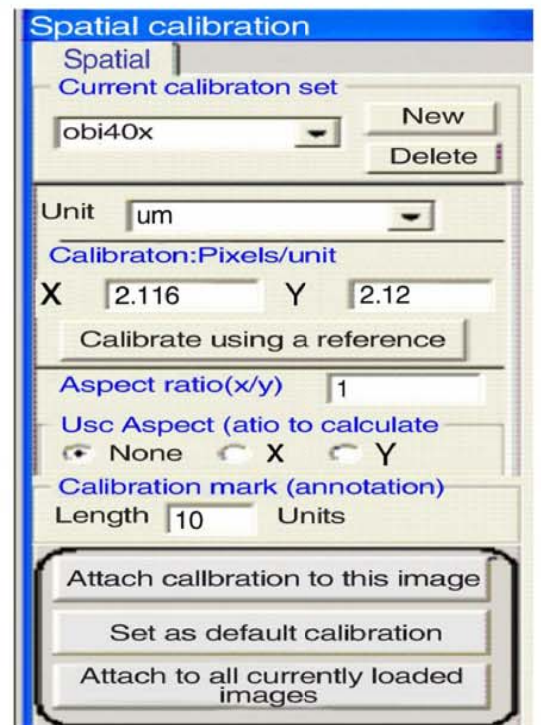 Spatial calibration
Spatial
Current calibraton set
obi40x
New
Delete
Unit um
Calibraton:Pixels/unit
X 2.116 Y 2.12
Calibrate using a reference
Aspect ratio(x/y) 1
Usc Aspect (atio to calculate
None X Y
Calibration mark (annotation)
Length 10 Units
Attach callbration to this image
Set as default calibration
Attach to all currently loaded
images